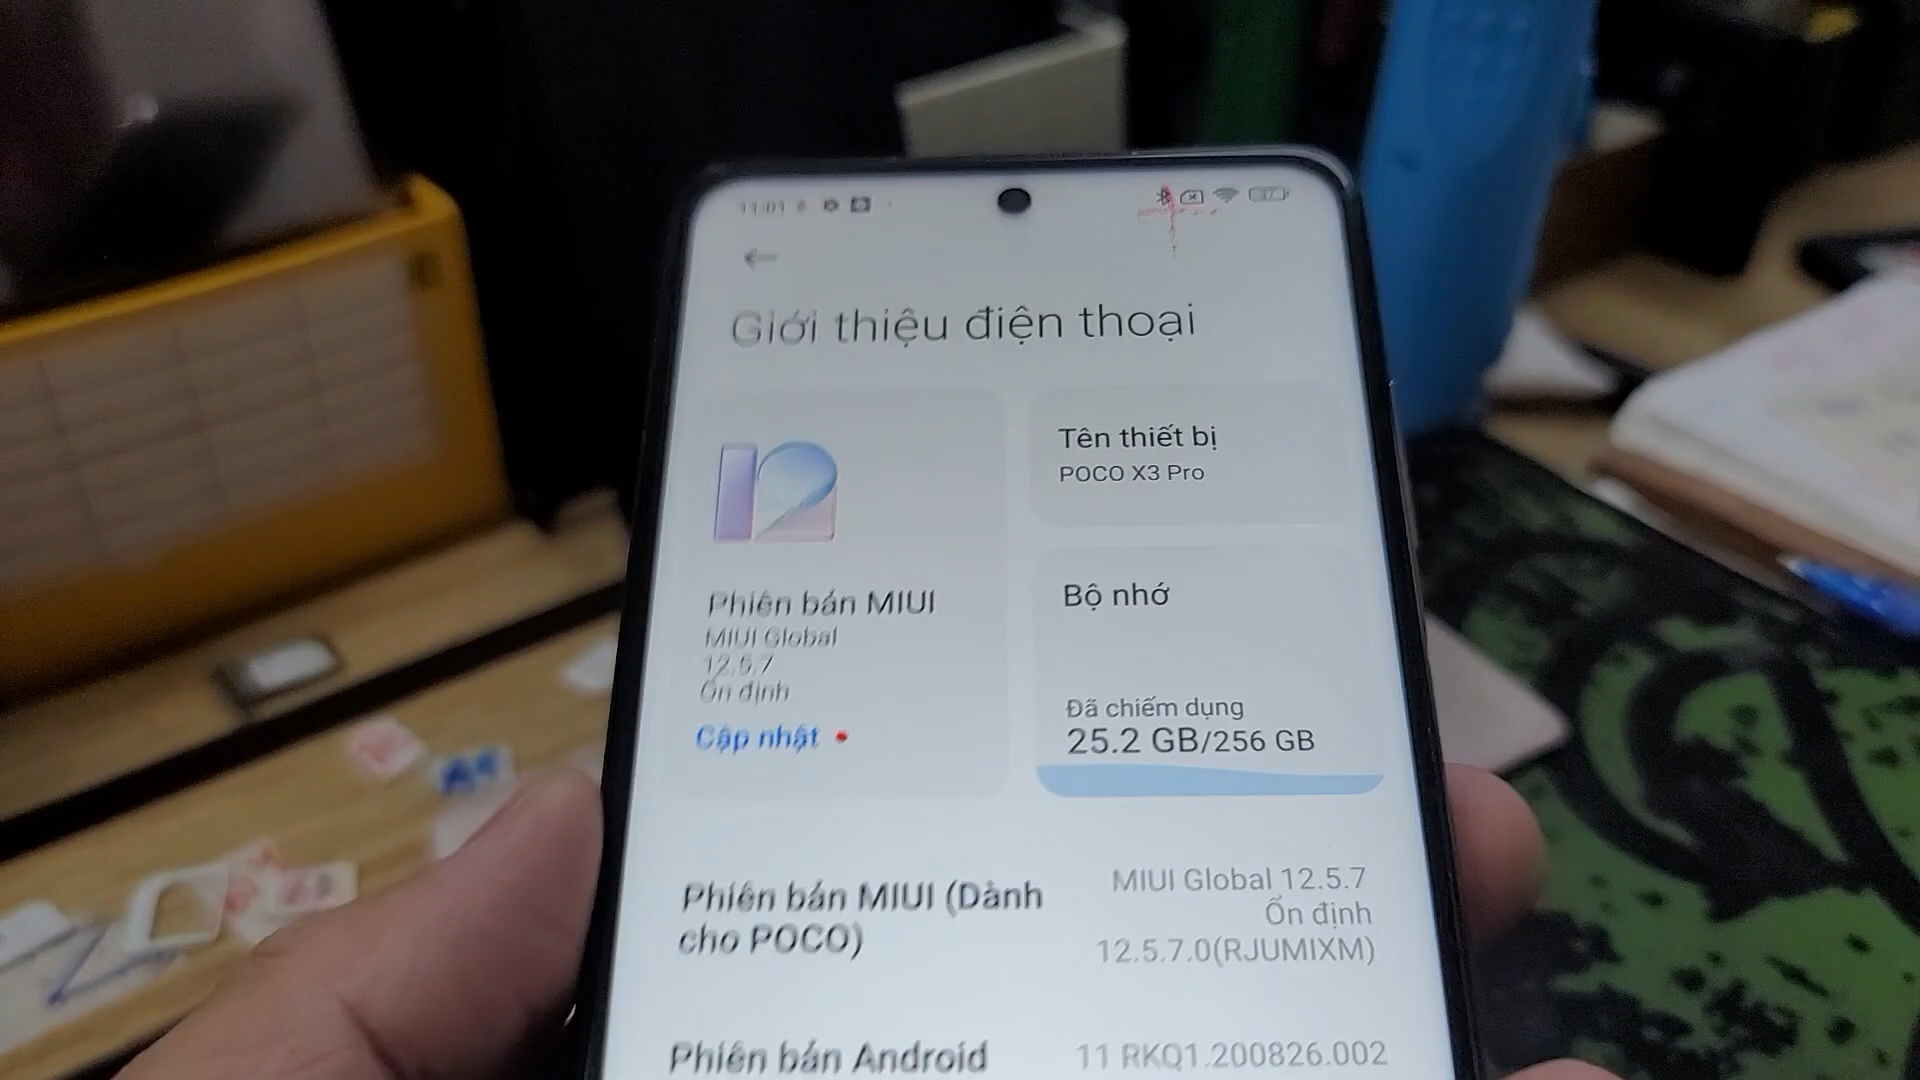 11:01
Giới thiệu điện thoại
12
Phiên bản MIUI
MIUI Global
12.5.7
Ổn định
Cập nhật
Tên thiết bị
POCO X3 Pro
Bộ nhớ
Đã chiếm dụng
25.2 GB/256 GB
Phiên bản MIUI (Dành
cho POCO)
MIUI Global 12.5.7
Ổn định
12.5.7.0(RJUMIXM)
Phiên bản Android
11 RKQ1.200826.002